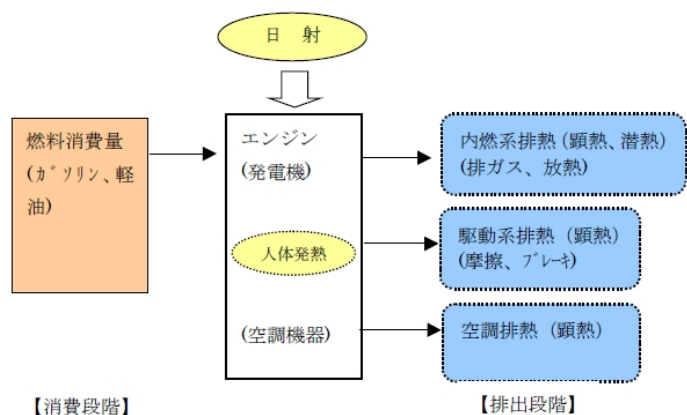 日 射
燃料消費量
(ｶﾞｿﾘﾝ、軽
油)
エンジン
(発電機)
人体発熱
(空調機器)
内燃系排熱 (顕熱、潜熱)
(排ガス、放熱)
駆動系排熱 (顕熱)
(摩擦、ﾌﾞﾚｰｷ)
空調排熱 (顕熱)
【消費段階】
【排出段階】